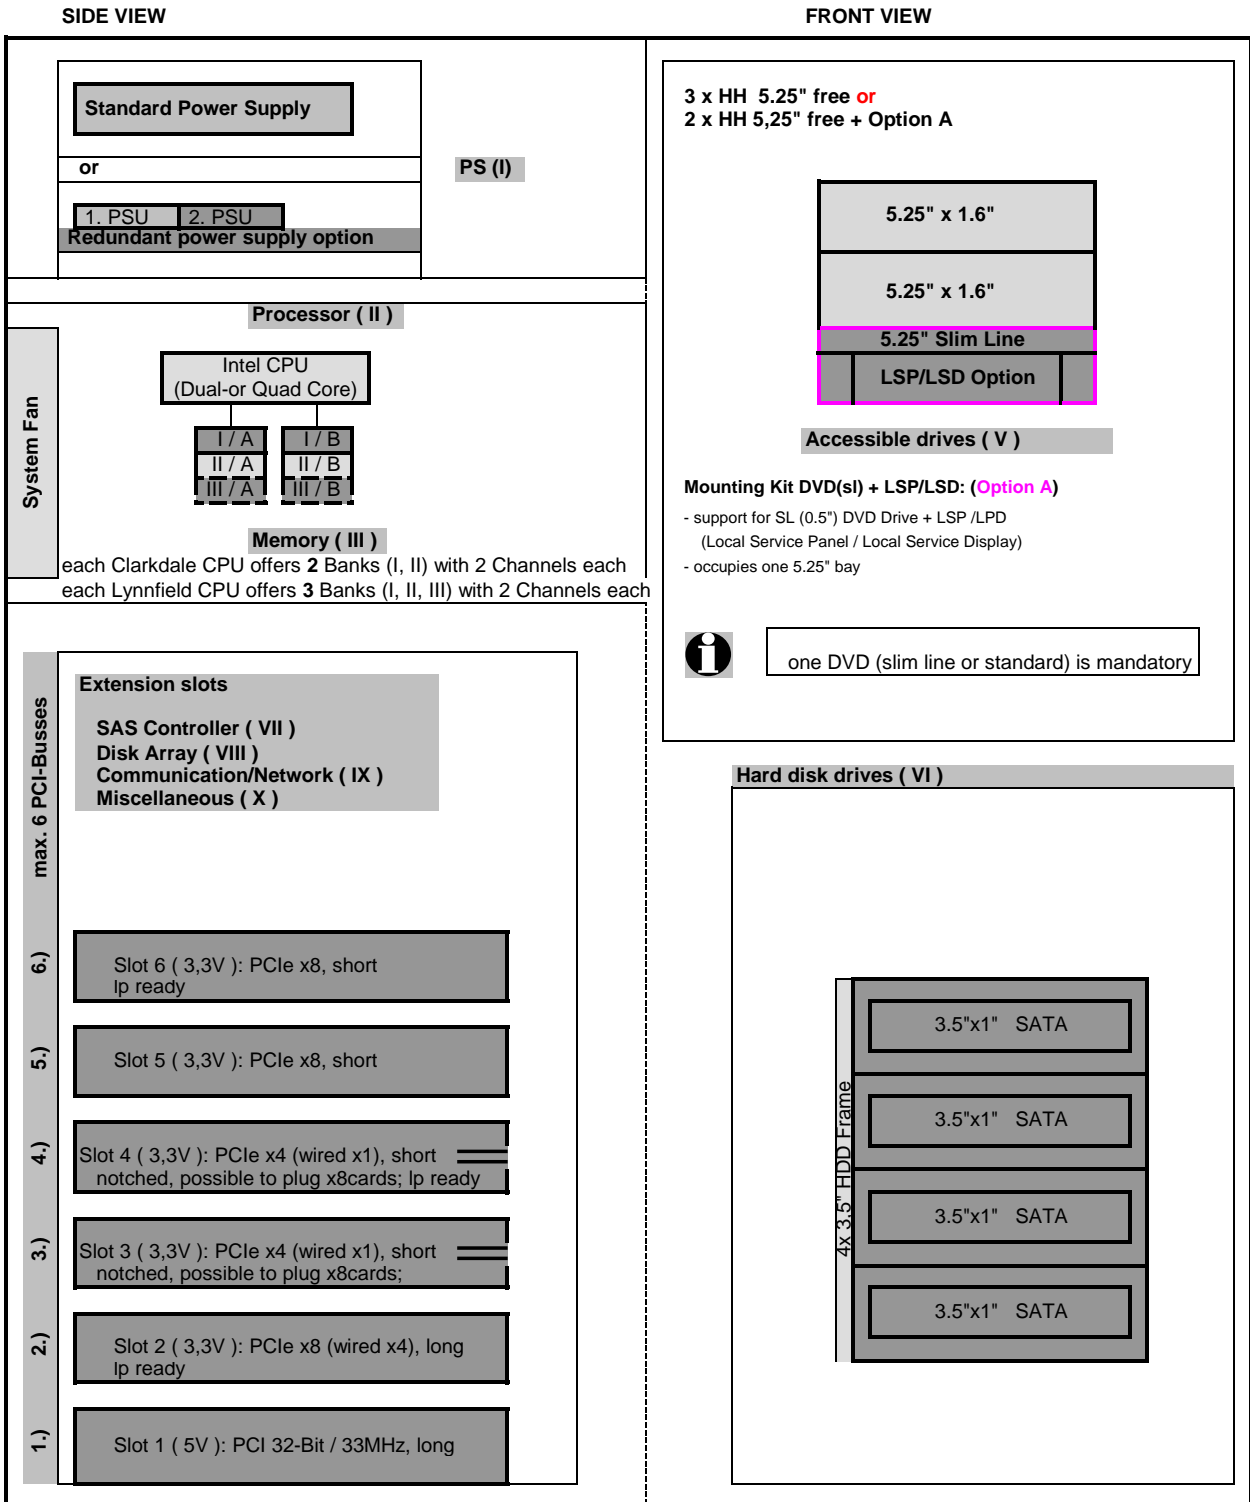 SIDE VIEW
FRONT VIEW
Standard Power Supply
or
PS (I)
1. PSU
2. PSU
Redundant power supply option
Processor ( II )
System Fan
Intel CPU
(Dual-or Quad Core)
I / A
I / B
II / A
II / B
III / A
III / B
Memory ( III )
each Clarkdale CPU offers 2 Banks (I, II) with 2 Channels each
each Lynnfield CPU offers 3 Banks (I, II, III) with 2 Channels each
max. 6 PCI-Busses
Extension slots
SAS Controller ( VII )
Disk Array ( VIII )
Communication/Network ( IX )
Miscellaneous ( X )
6.)
Slot 6 ( 3,3V ): PCIe x8, short
lp ready
5.)
Slot 5 ( 3,3V ): PCIe x8, short
4.)
Slot 4 ( 3,3V ): PCIe x4 (wired x1), short
notched, possible to plug x8cards; lp ready
3.)
Slot 3 ( 3,3V ): PCIe x4 (wired x1), short
notched, possible to plug x8cards;
2.)
Slot 2 ( 3,3V ): PCIe x8 (wired x4), long
lp ready
1.)
Slot 1 ( 5V ): PCI 32-Bit / 33MHz, long
3 x HH 5.25" free or
2 x HH 5,25" free + Option A
5.25" x 1.6"
5.25" x 1.6"
5.25" Slim Line
LSP/LSD Option
Accessible drives ( V )
Mounting Kit DVD(sl) + LSP/LSD: (Option A)
- support for SL (0.5") DVD Drive + LSP /LPD
(Local Service Panel / Local Service Display)
- occupies one 5.25" bay
i
one DVD (slim line or standard) is mandatory
Hard disk drives ( VI )
4x 3,5" HDD Frame
3.5"x1" SATA
3.5"x1" SATA
3.5"x1" SATA
3.5"x1" SATA